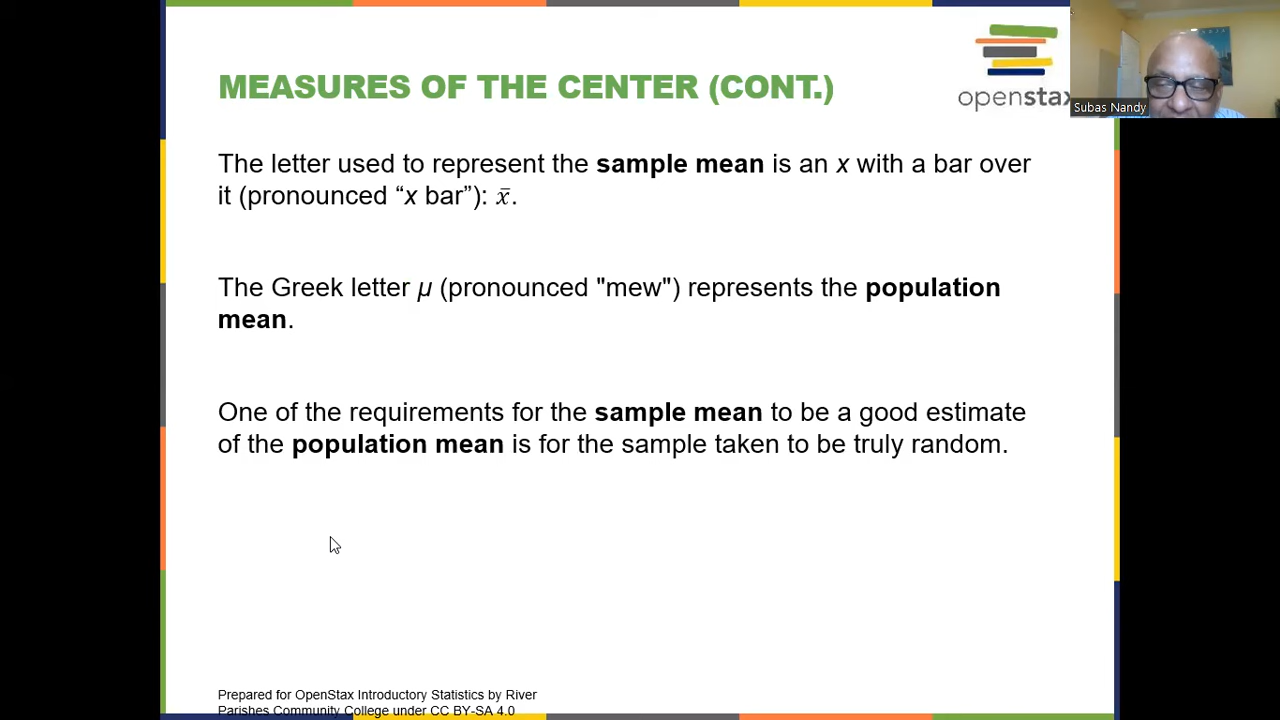 MEASURES OF THE CENTER (CONT.)
openstax
Subas Nandy
The letter used to represent the sample mean is an x with a bar over
it (pronounced “x bar”): x̄.
The Greek letter μ (pronounced "mew") represents the population
mean.
One of the requirements for the sample mean to be a good estimate
of the population mean is for the sample taken to be truly random.
Prepared for OpenStax Introductory Statistics by River
Parishes Community College under CC BY-SA 4.0